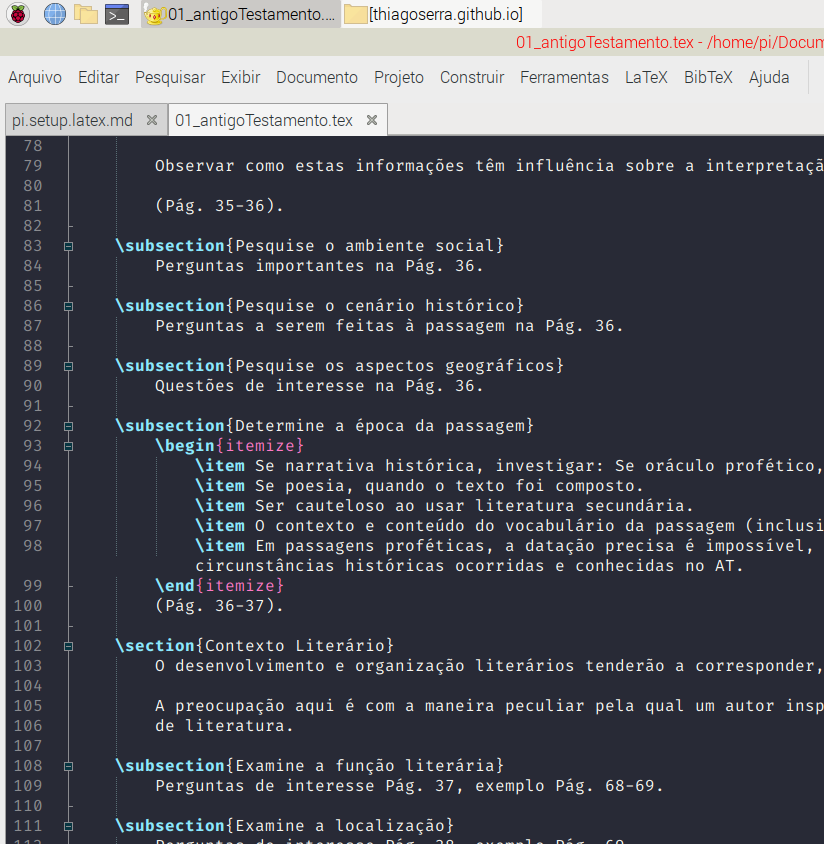 01_antigoTestamento.... [thiagoserra.github.io]
01_antigoTestamento.tex - /home/pi/Docum
Arquivo Editar Pesquisar Exibir Documento Projeto Construir Ferramentas LaTeX BibTeX Ajuda
pi.setup.latex.md 01_antigoTestamento.tex
78
79 Observar como estas informações têm influência sobre a interpretaçã
80
81 (Pág. 35-36).
82
83 \subsection{Pesquise o ambiente social}
84 Perguntas importantes na Pág. 36.
85
86 \subsection{Pesquise o cenário histórico}
87 Perguntas a serem feitas à passagem na Pág. 36.
88
89 \subsection{Pesquise os aspectos geográficos}
90 Questões de interesse na Pág. 36.
91
92 \subsection{Determine a época da passagem}
93 \begin{itemize}
94 \item Se narrativa histórica, investigar: Se oráculo profético,
95 \item Se poesia, quando o texto foi composto.
96 \item Ser cauteloso ao usar literatura secundária.
97 \item O contexto e conteúdo do vocabulário da passagem (inclusi
98 \item Em passagens proféticas, a datação precisa é impossível,
circunstâncias históricas ocorridas e conhecidas no AT.
99 \end{itemize}
100 (Pág. 36-37).
101
102 \section{Contexto Literário}
103 O desenvolvimento e organização literários tenderão a corresponder,
104
105 A preocupação aqui é com a maneira peculiar pela qual um autor insp
106 de literatura.
107
108 \subsection{Examine a função literária}
109 Perguntas de interesse Pág. 37, exemplo Pág. 68-69.
110
111 \subsection{Examine a localização}
112 Perguntas de interesse Pág. 38, exemplo Pág. 69